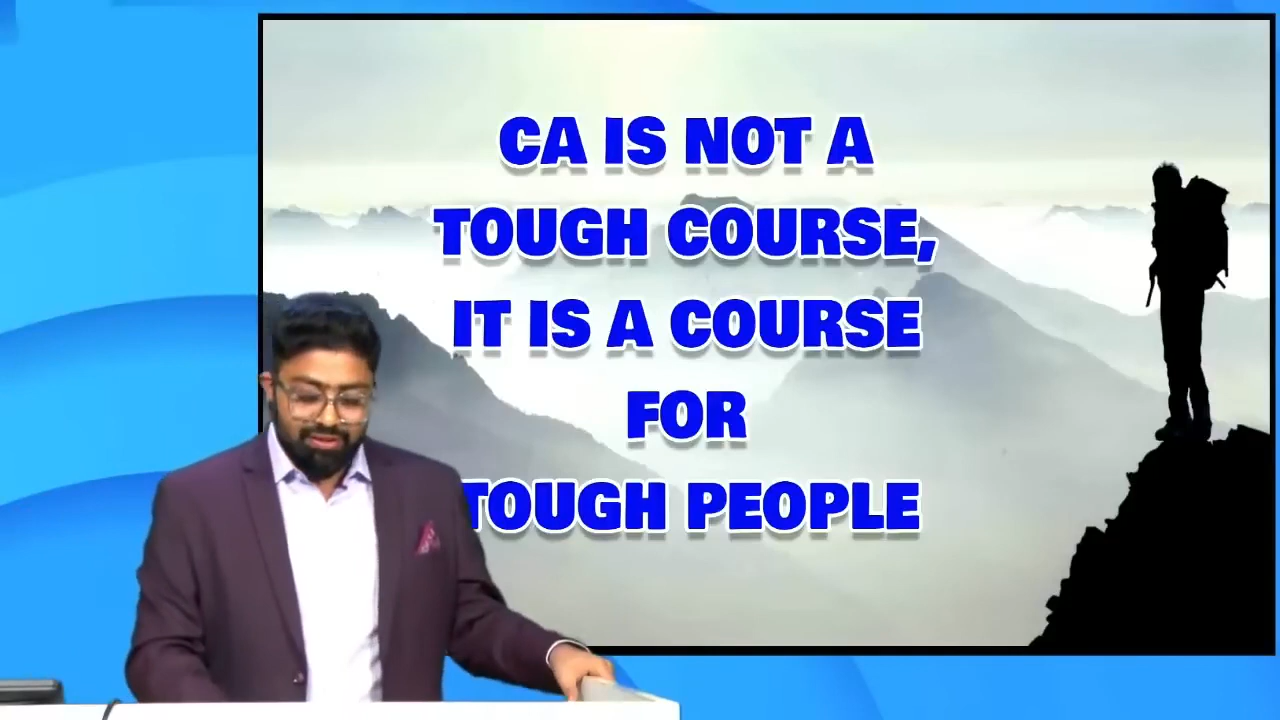 CA IS NOT A
TOUGH COURSE,
IT IS A COURSE
FOR
TOUGH PEOPLE